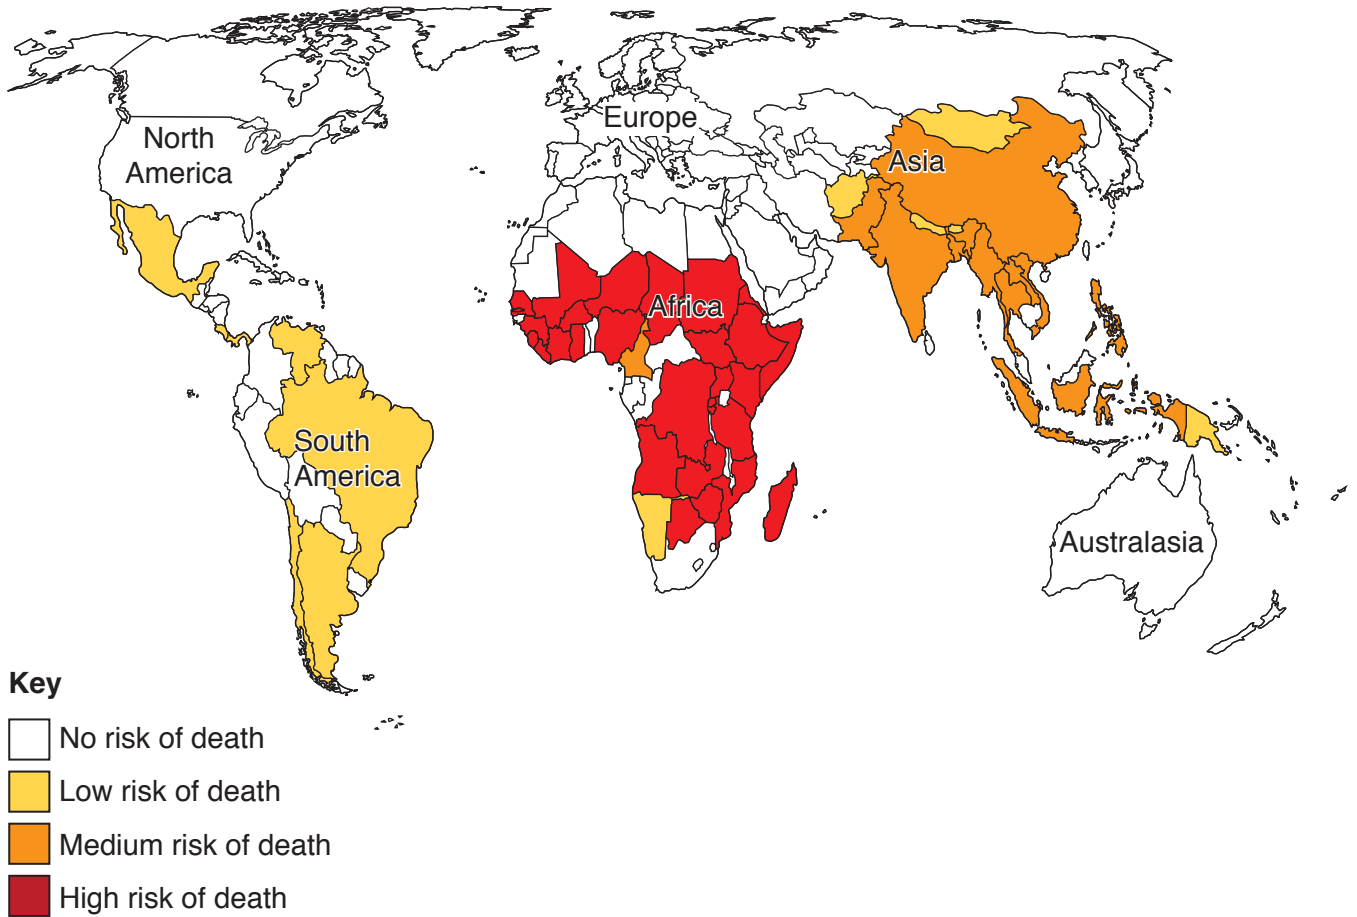 North
America
Europe
Asia
Africa
South
America
Australasia
Key
No risk of death
Low risk of death
Medium risk of death
High risk of death